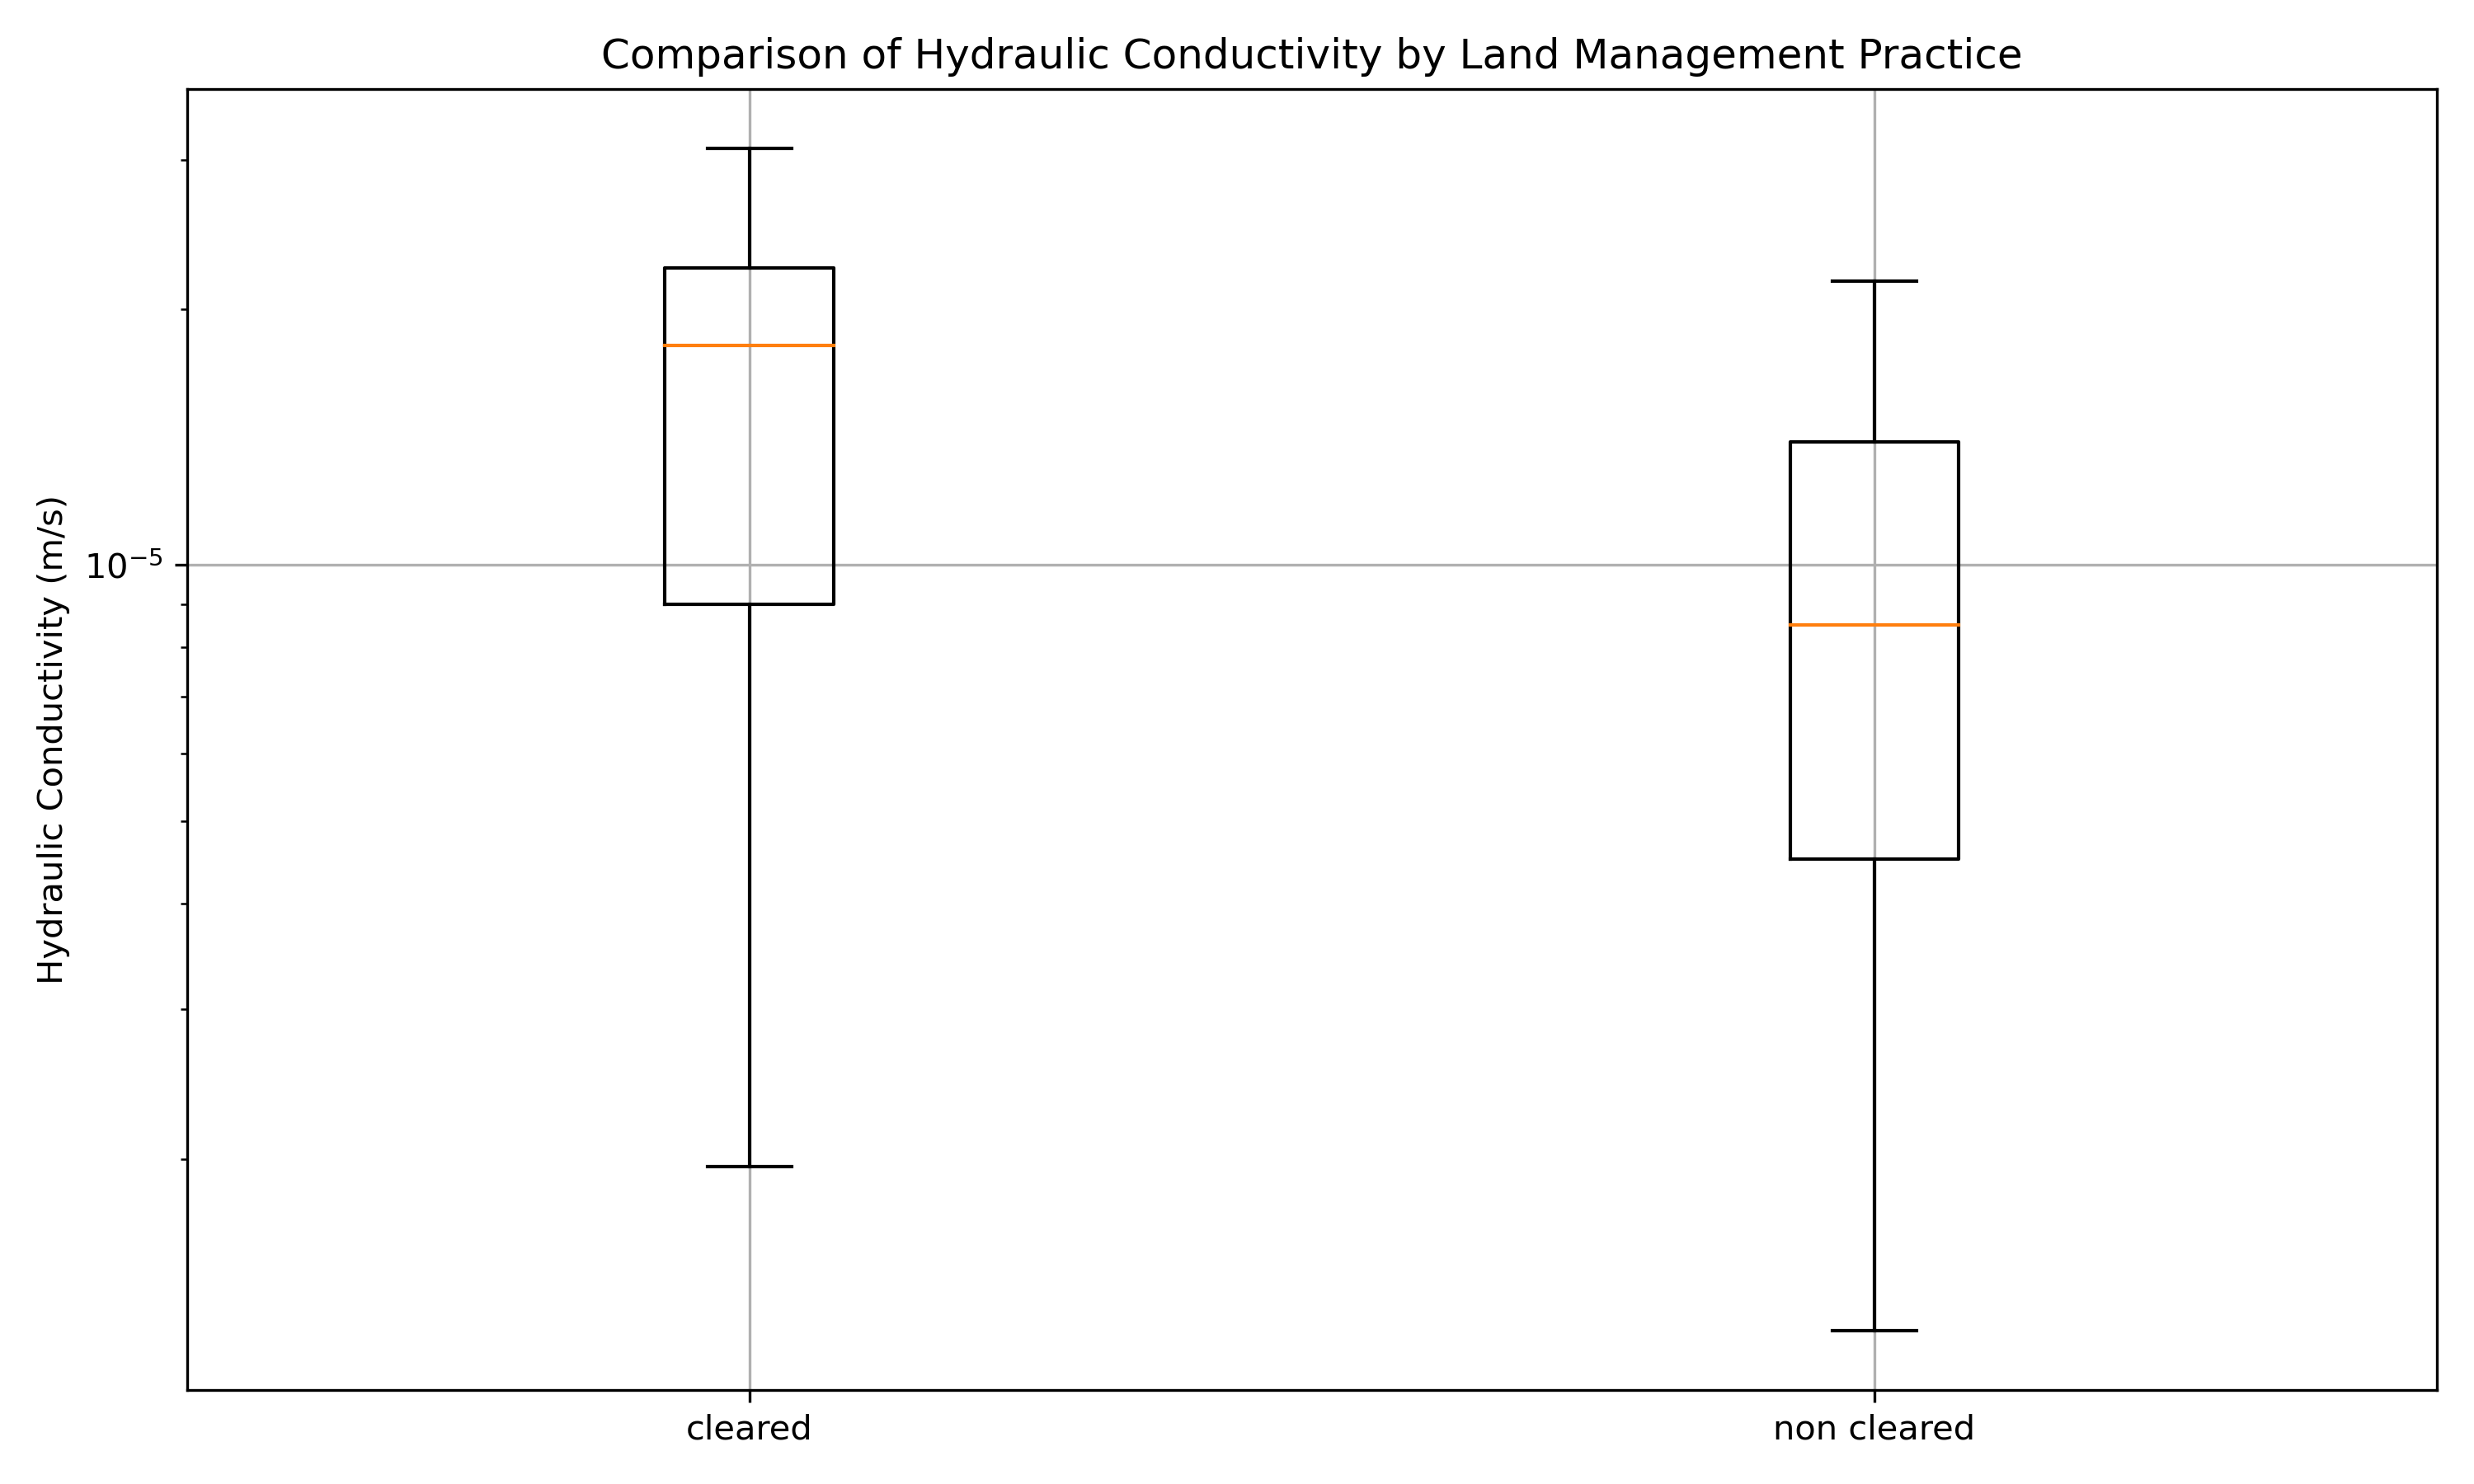 Comparison of Hydraulic Conductivity by Land Management Practice
Hydraulic Conductivity (m/s)
10⁻⁵
cleared
non cleared